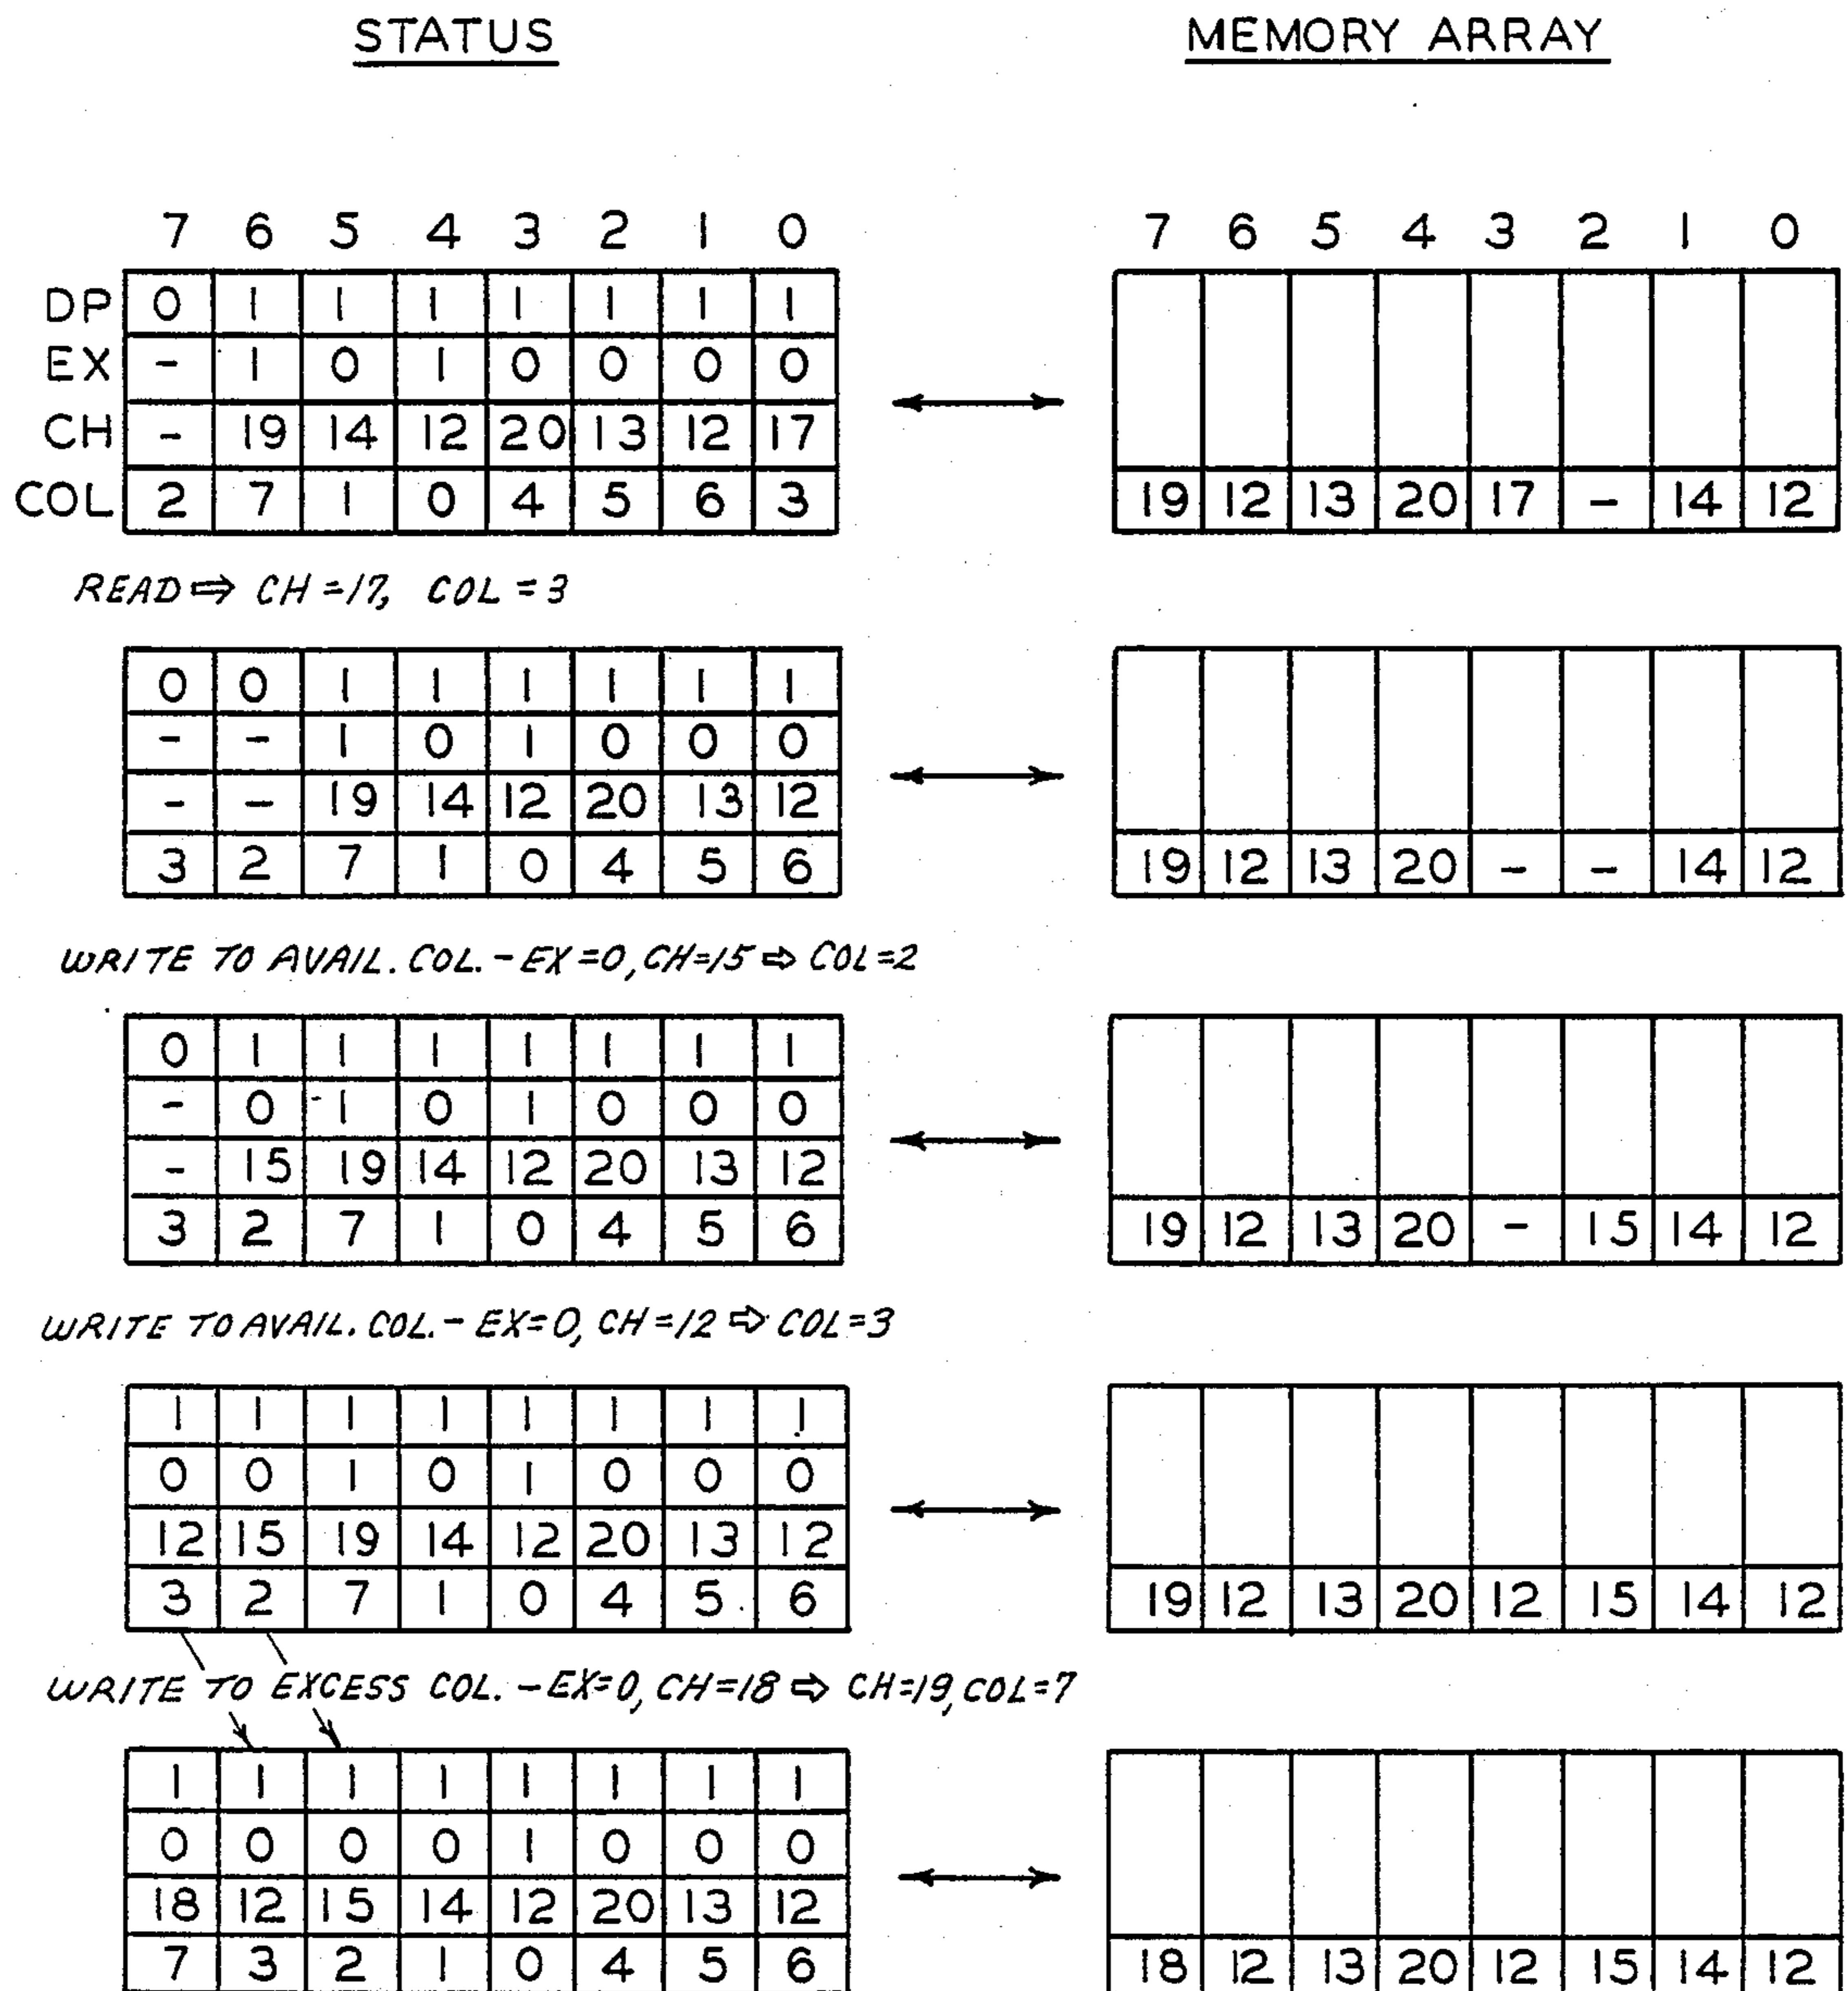 STATUS MEMORY ARRAY
7 6 5 4 3 2 1 0 7 6 5 4 3 2 1 0
DP 0 1 1 1 1 1 1 1
EX - 1 0 1 0 0 0 0
CH - 19 14 12 20 13 12 17
COL 2 7 1 0 4 5 6 3 19 12 13 20 17 - 14 12
READ ⇒ CH=17, COL=3
0 0 1 1 1 1 1 1
- - 1 0 1 0 0 0
- - 19 14 12 20 13 12
3 2 7 1 0 4 5 6 19 12 13 20 - - 14 12
WRITE TO AVAIL. COL. - EX=0, CH=15 ⇒ COL=2
0 1 1 1 1 1 1 1
- 0 1 0 1 0 0 0
- 15 19 14 12 20 13 12
3 2 7 1 0 4 5 6 19 12 13 20 - 15 14 12
WRITE TO AVAIL. COL. - EX=0, CH=12 ⇒ COL=3
1 1 1 1 1 1 1 1
0 0 1 0 1 0 0 0
12 15 19 14 12 20 13 12
3 2 7 1 0 4 5 6 19 12 13 20 12 15 14 12
WRITE TO EXCESS COL. - EX=0, CH=18 ⇒ CH=19, COL=7
1 1 1 1 1 1 1 1
0 0 0 0 1 0 0 0
18 12 15 14 12 20 13 12
7 3 2 1 0 4 5 6 18 12 13 20 12 15 14 12